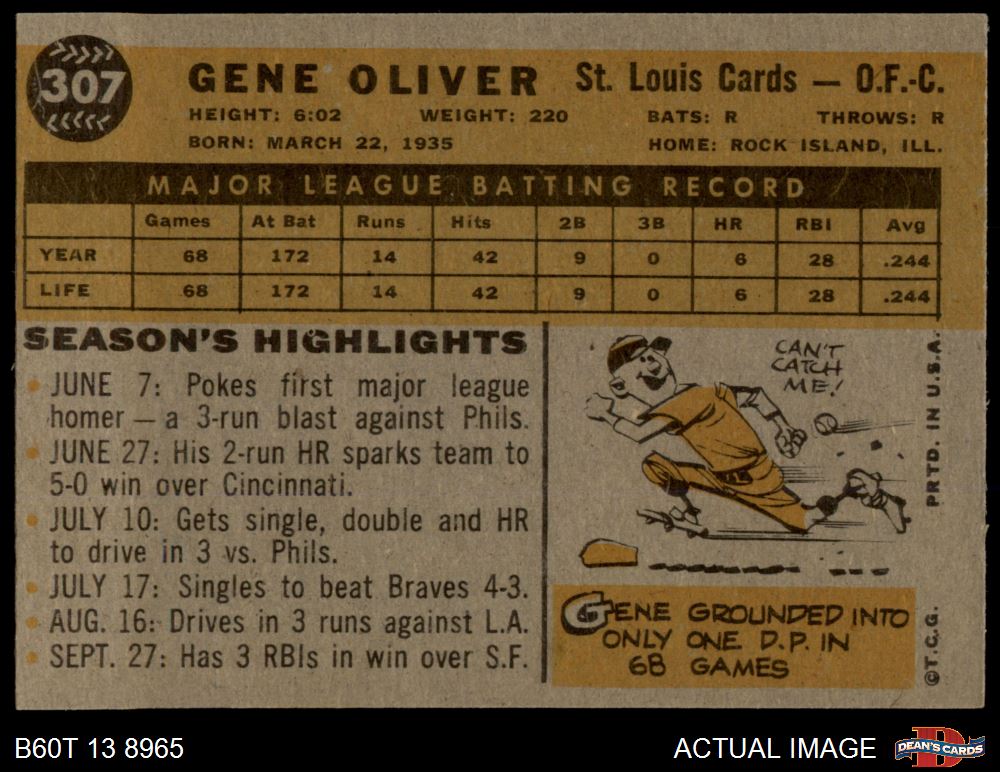 307
GENE OLIVER St. Louis Cards — O.F.-C.
HEIGHT: 6:02 WEIGHT: 220 BATS: R THROWS: R
BORN: MARCH 22, 1935 HOME: ROCK ISLAND, ILL.
MAJOR LEAGUE BATTING RECORD
Games At Bat Runs Hits 2B 3B HR RBI Avg
YEAR 68 172 14 42 9 0 6 28 .244
LIFE 68 172 14 42 9 0 6 28 .244
SEASON'S HIGHLIGHTS
• JUNE 7: Pokes first major league
homer — a 3-run blast against Phils.
• JUNE 27: His 2-run HR sparks team to
5-0 win over Cincinnati.
• JULY 10: Gets single, double and HR
to drive in 3 vs. Phils.
• JULY 17: Singles to beat Braves 4-3.
• AUG. 16: Drives in 3 runs against L.A.
• SEPT. 27: Has 3 RBIs in win over S.F.
CAN'T
CATCH
ME!
GENE GROUNDED INTO
ONLY ONE D.P. IN
68 GAMES
©T.C.G. PRTD. IN U.S.A.
B60T 13 8965 ACTUAL IMAGE DEAN'S CARDS